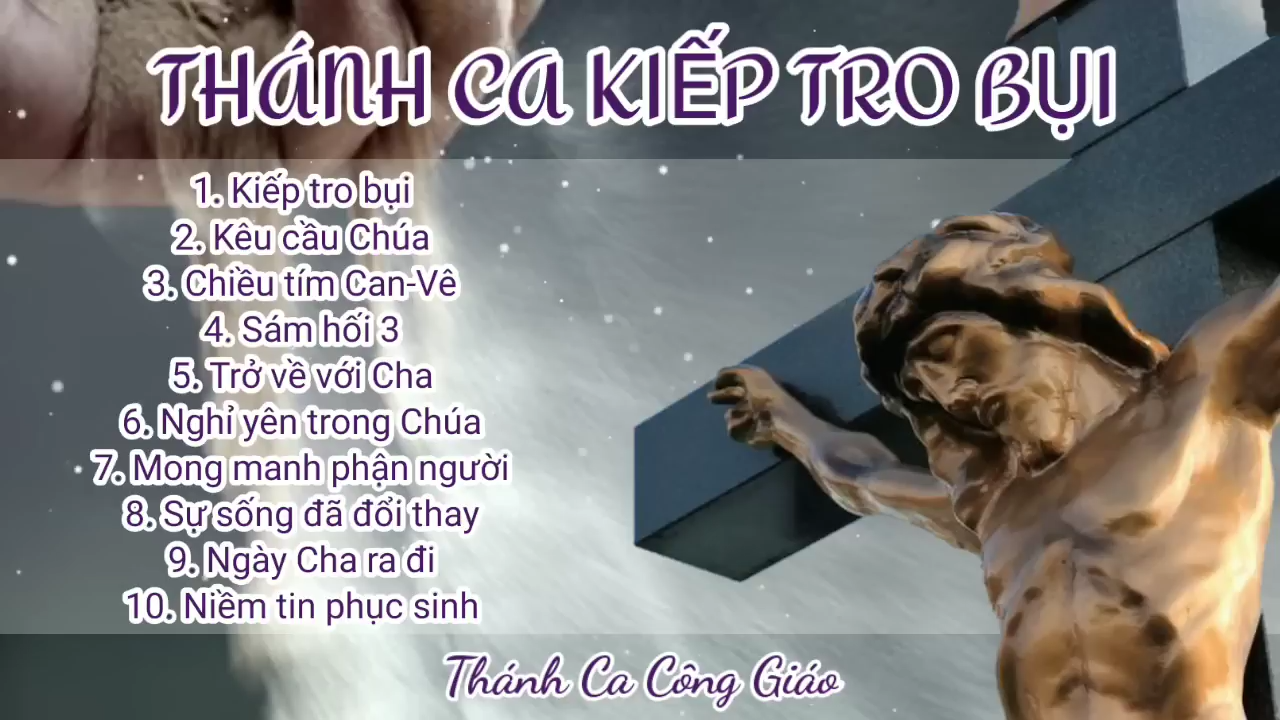 THÁNH CA KIẾP TRO BỤI
1. Kiếp tro bụi
2. Kêu cầu Chúa
3. Chiều tím Can-Vê
4. Sám hối 3
5. Trở về với Cha
6. Nghỉ yên trong Chúa
7. Mong manh phận người
8. Sự sống đã đổi thay
9. Ngày Cha ra đi
10. Niềm tin phục sinh
Thánh Ca Công Giáo